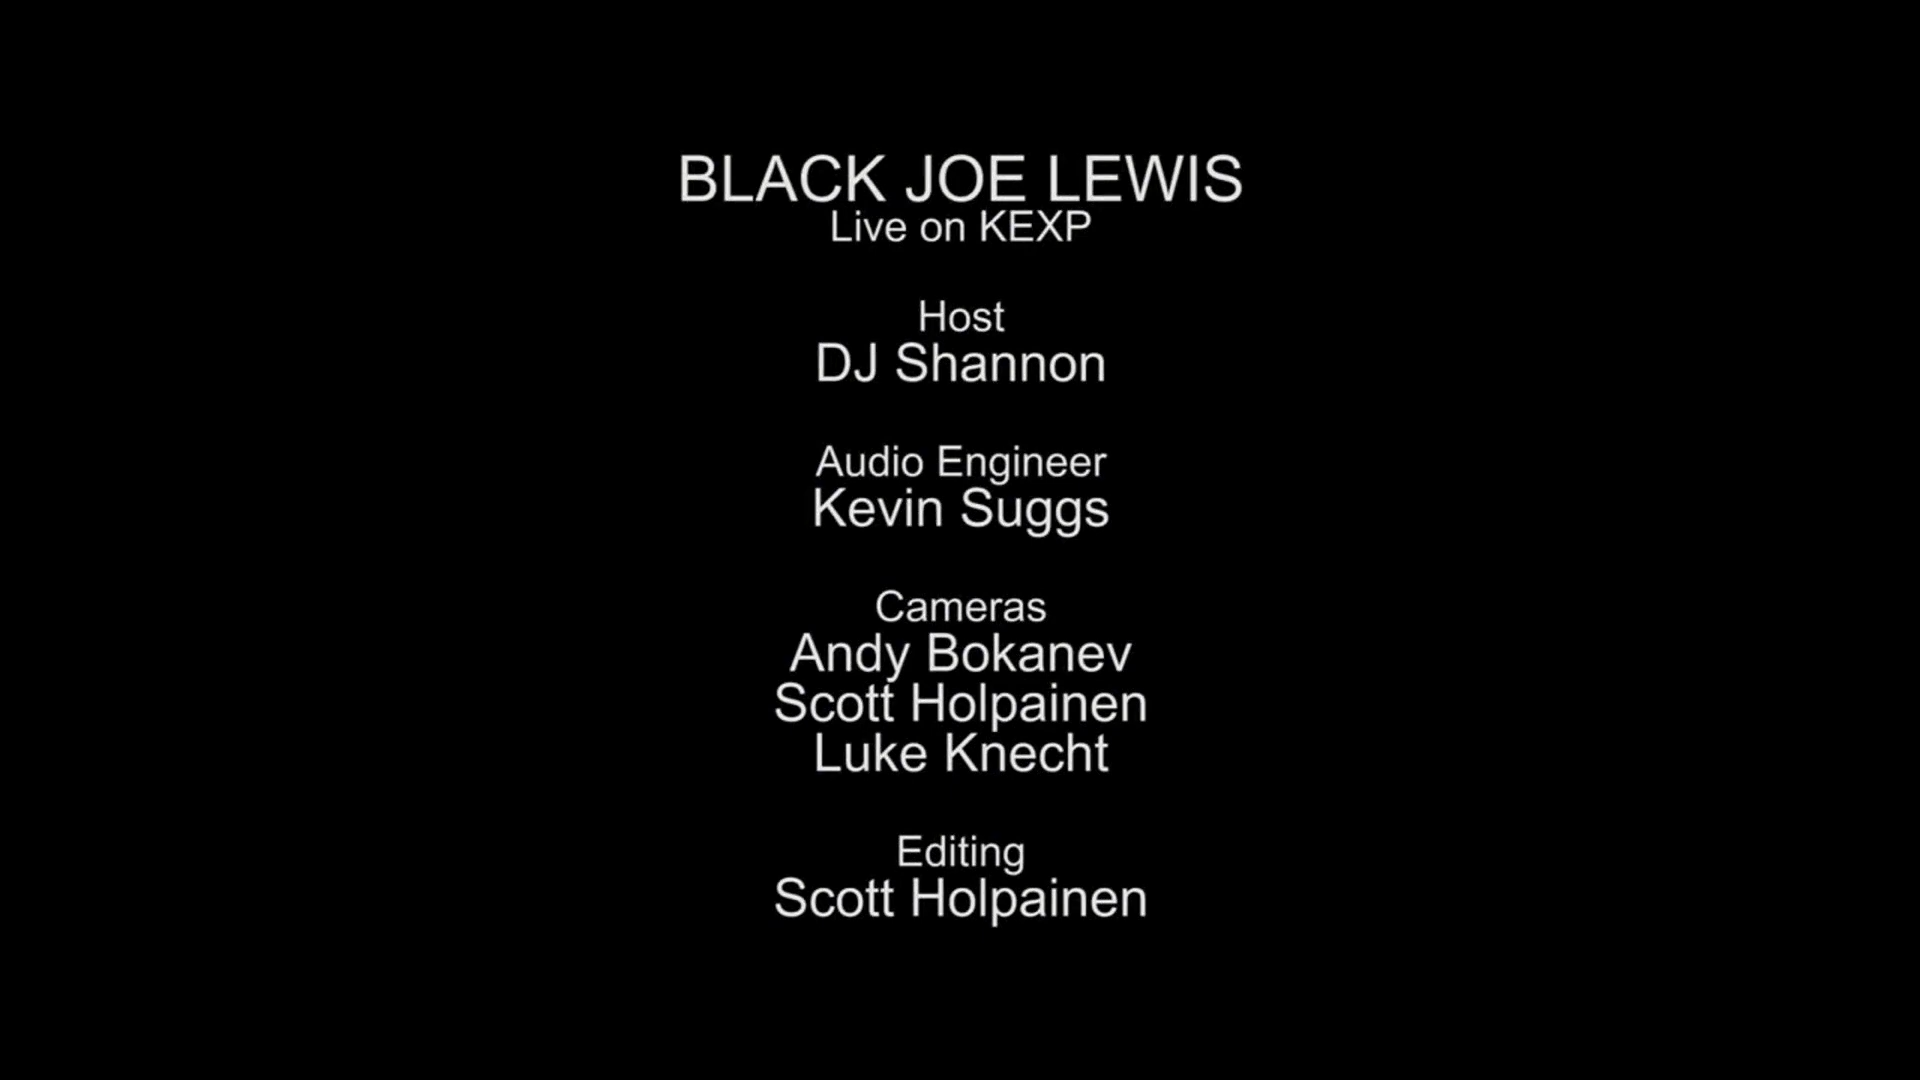 BLACK JOE LEWIS
Live on KEXP
Host
DJ Shannon
Audio Engineer
Kevin Suggs
Cameras
Andy Bokanev
Scott Holpainen
Luke Knecht
Editing
Scott Holpainen